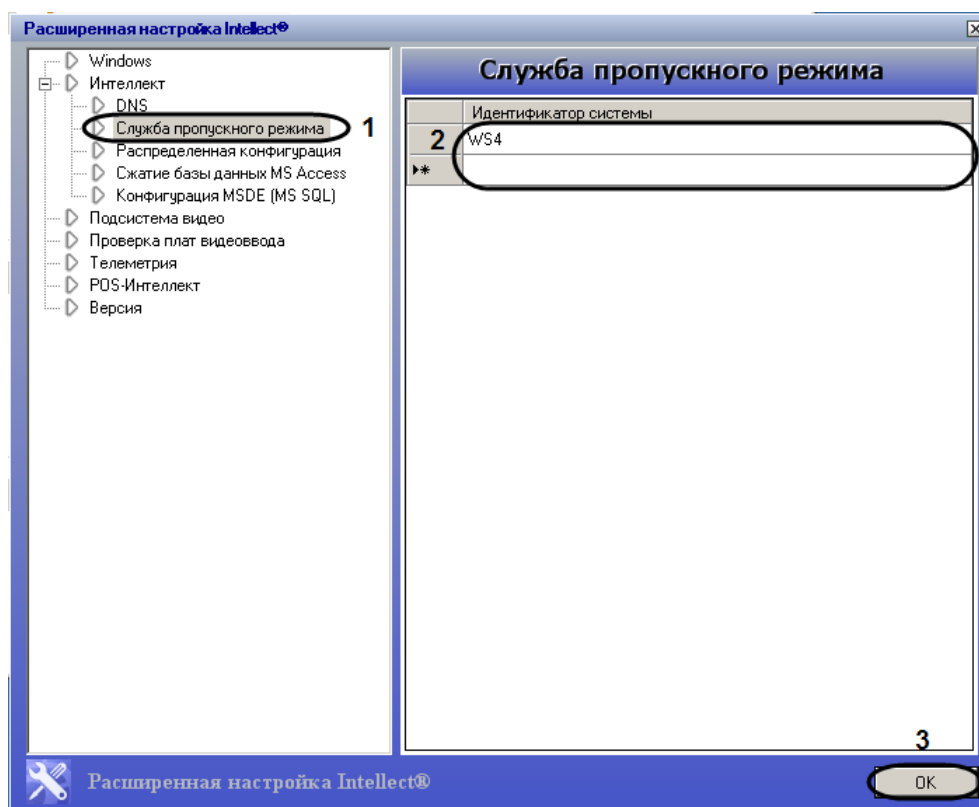 Расширенная настройка Intellect®
Windows
Интеллект
DNS
Служба пропускного режима 1
Распределенная конфигурация
Сжатие базы данных MS Access
Конфигурация MSDE (MS SQL)
Подсистема видео
Проверка плат видеоввода
Телеметрия
POS-Интеллект
Версия
Служба пропускного режима
Идентификатор системы
2 WS4
3
Расширенная настройка Intellect®
OK